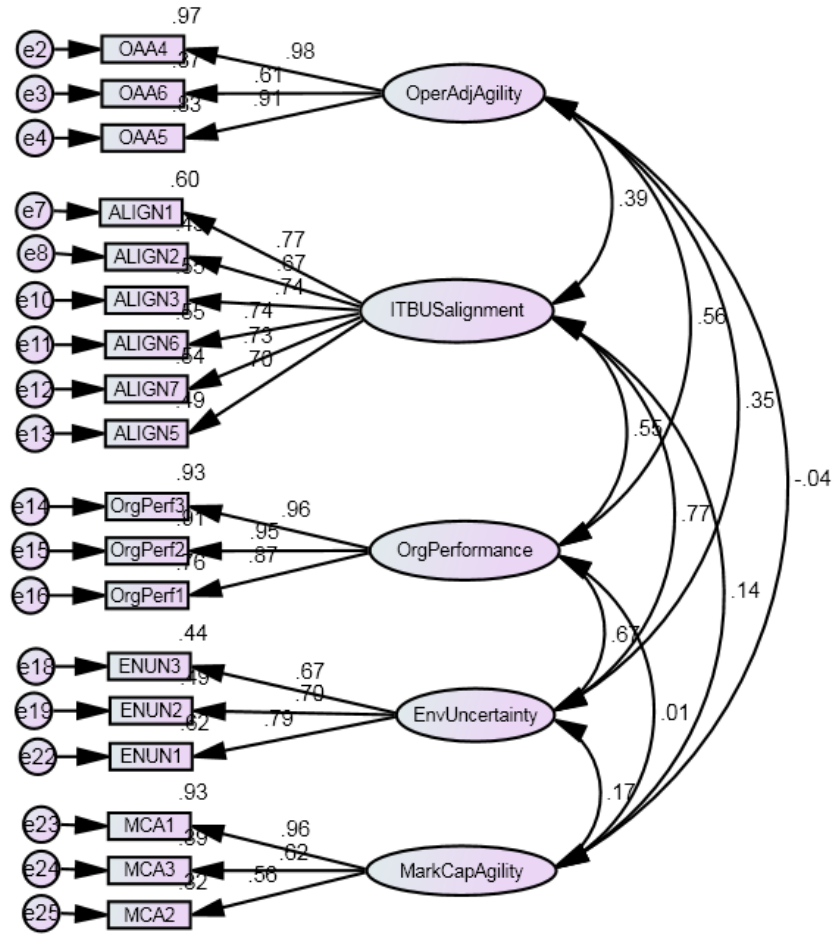 .97
e2 OAA4 .98
.37
e3 OAA6 .61 OperAdjAgility
.83 .91
e4 OAA5
.60
e7 ALIGN1 .39
.77
.45
e8 ALIGN2 .67
.55
e10 ALIGN3 .74 ITBUSalignment
.55 .74 .56
e11 ALIGN6 .73
.54
e12 ALIGN7 .70 .35
.49
e13 ALIGN5 .55
.93 -.04
e14 OrgPerf3 .96 .77
.91
e15 OrgPerf2 .95 OrgPerformance
.76 .87
e16 OrgPerf1 .14
.44 .67
e18 ENUN3 .67
.49 .70
e19 ENUN2 EnvUncertainty .01
.62 .79
e22 ENUN1
.93 .17
e23 MCA1 .96
.39 .62
e24 MCA3 MarkCapAgility
.32 .56
e25 MCA2